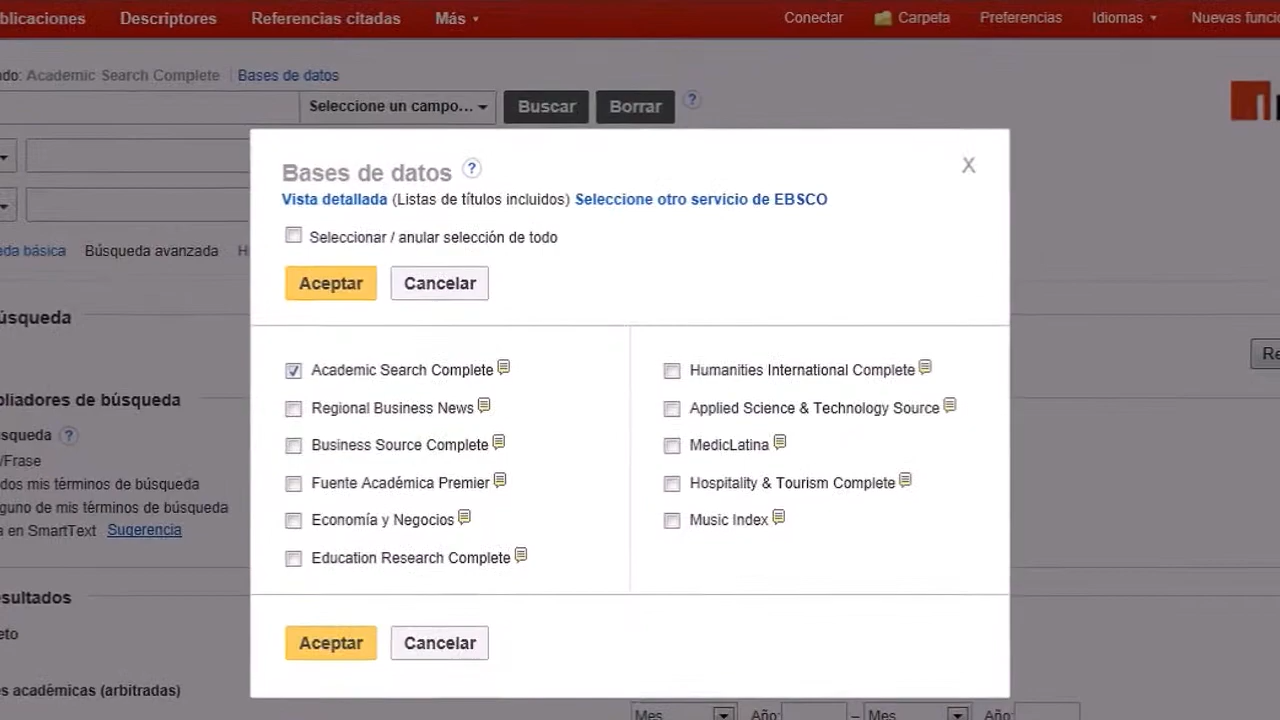 blicaciones Descriptores Referencias citadas Más Conectar Carpeta Preferencias Idiomas Nuevas funci
do: Academic Search Complete Bases de datos
Seleccione un campo... Buscar Borrar ?
Bases de datos ? X
Vista detallada (Listas de títulos incluidos) Seleccione otro servicio de EBSCO
Seleccionar / anular selección de todo
eda básica Búsqueda avanzada H
Aceptar Cancelar
úsqueda
Re
Academic Search Complete Humanities International Complete
pliadores de búsqueda Regional Business News Applied Science & Technology Source
squeda ? Business Source Complete MedicLatina
/Frase
dos mis términos de búsqueda Fuente Académica Premier Hospitality & Tourism Complete
guno de mis términos de búsqueda
a en SmartText Sugerencia Economía y Negocios Music Index
Education Research Complete
esultados
eto Aceptar Cancelar
es académicas (arbitradas)
Mes Año: – Mes Año: